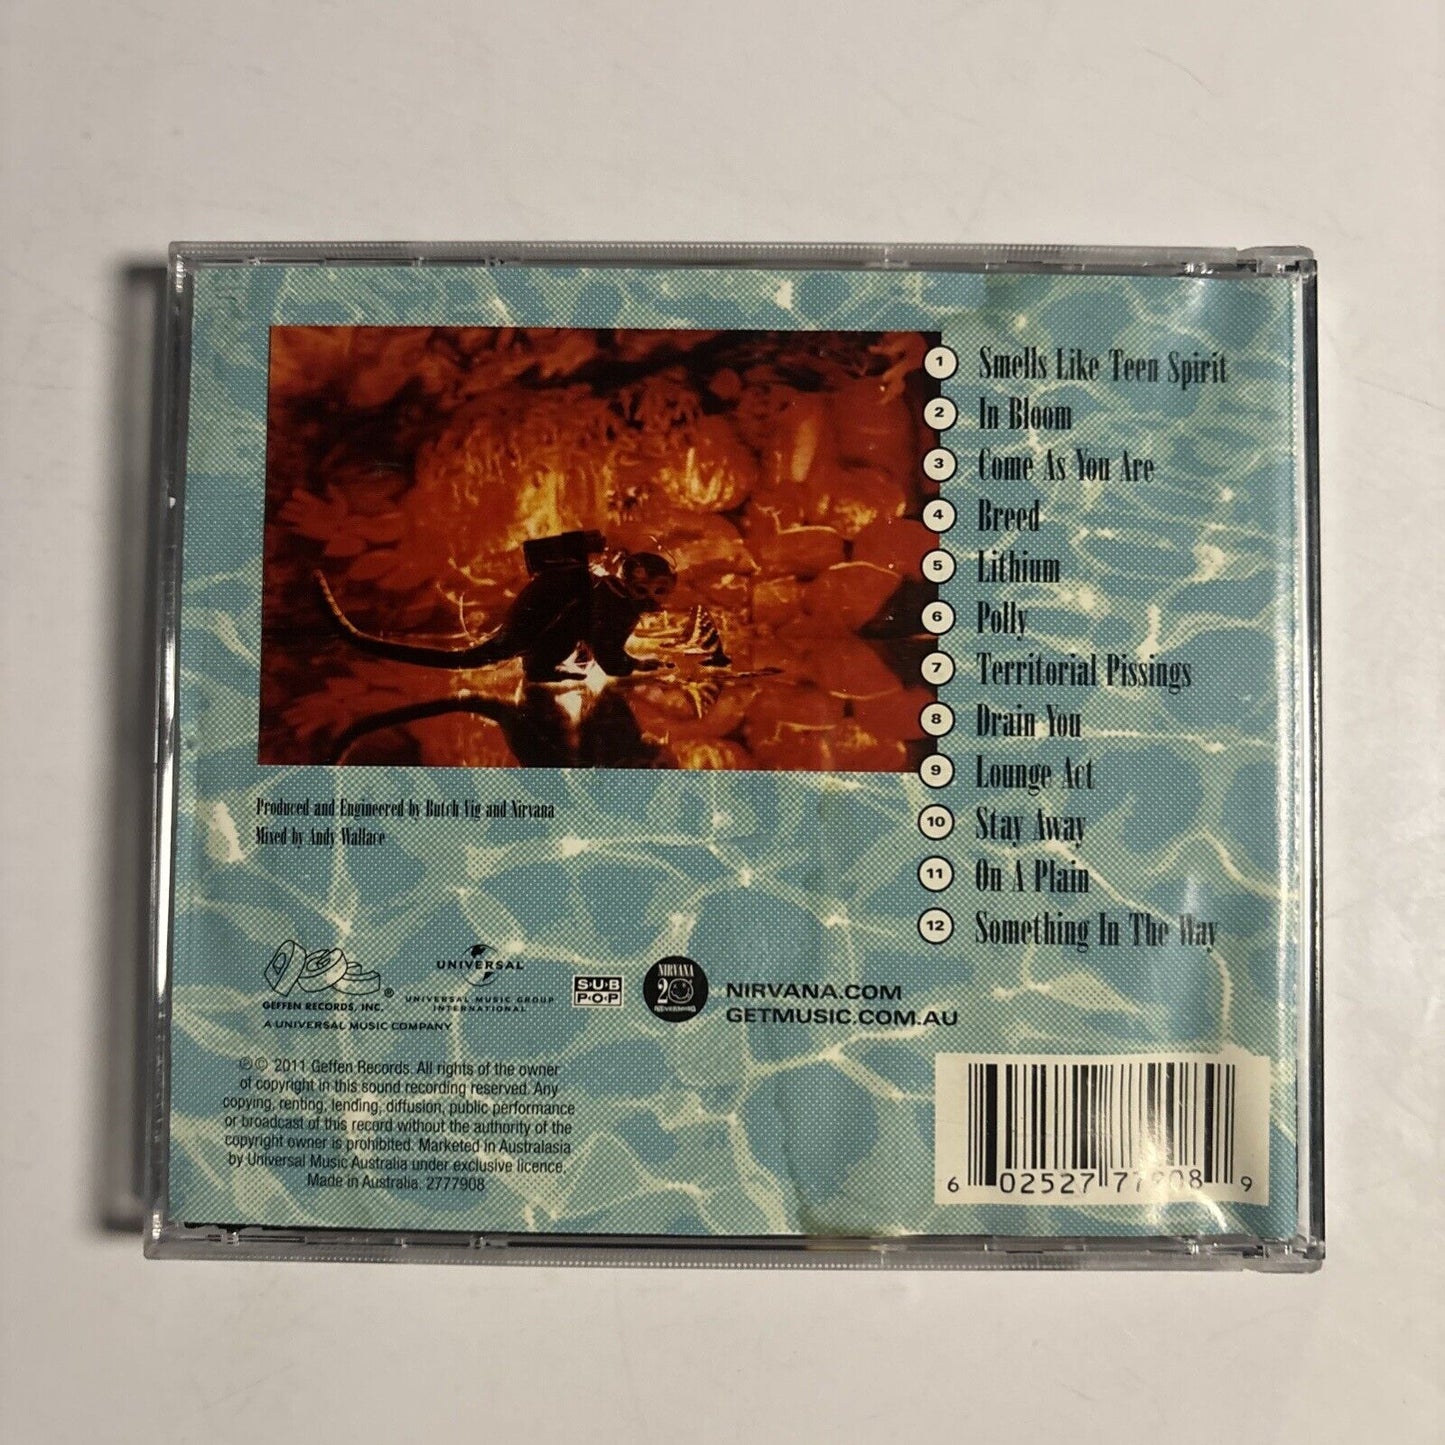 1 Smells Like Teen Spirit
2 In Bloom
3 Come As You Are
4 Breed
5 Lithium
6 Polly
7 Territorial Pissings
8 Drain You
9 Lounge Act
10 Stay Away
11 On A Plain
12 Something In The Way
Produced and Engineered by Butch Vig and Nirvana
Mixed by Andy Wallace
GEFFEN RECORDS, INC.®
A UNIVERSAL MUSIC COMPANY
UNIVERSAL
UNIVERSAL MUSIC GROUP
INTERNATIONAL
S·U·B
P·O·P
NIRVANA
20
NEVERMIND
NIRVANA.COM
GETMUSIC.COM.AU
℗© 2011 Geffen Records. All rights of the owner
of copyright in this sound recording reserved. Any
copying, renting, lending, diffusion, public performance
or broadcast of this record without the authority of the
copyright owner is prohibited. Marketed in Australasia
by Universal Music Australia under exclusive licence.
Made in Australia. 2777908
6 02527 77908 9